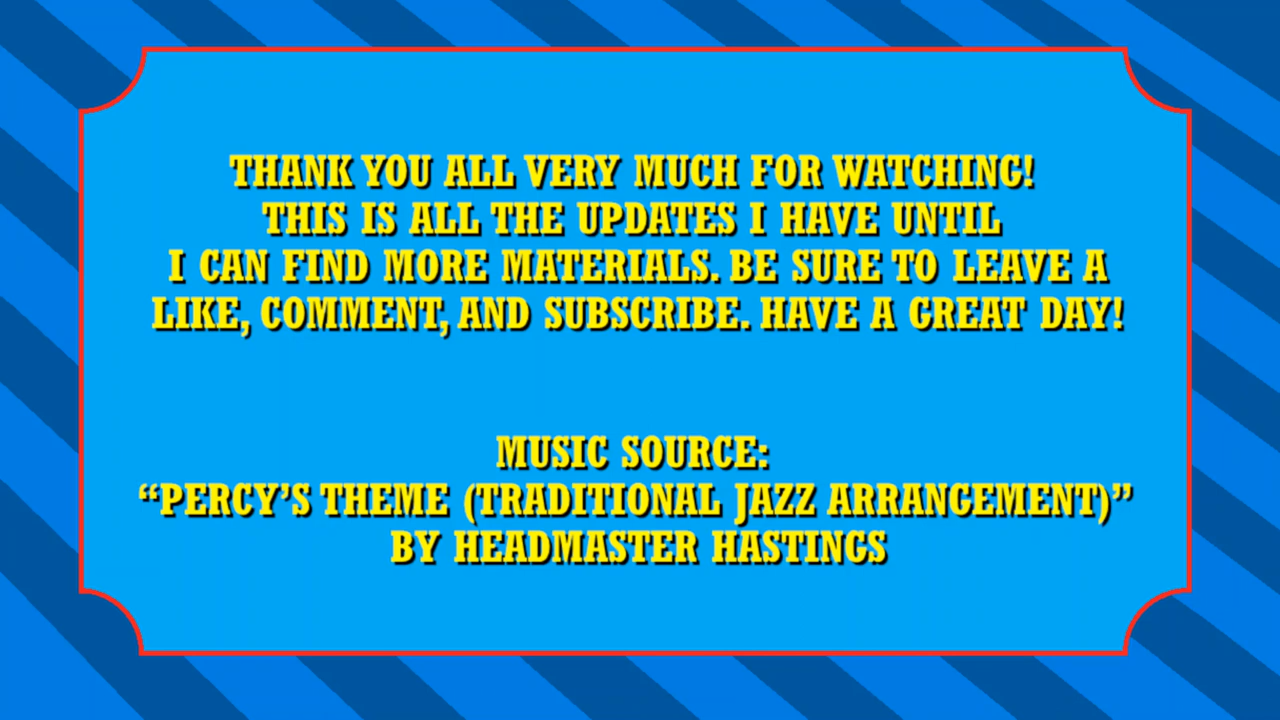 THANK YOU ALL VERY MUCH FOR WATCHING!
THIS IS ALL THE UPDATES I HAVE UNTIL
I CAN FIND MORE MATERIALS. BE SURE TO LEAVE A
LIKE, COMMENT, AND SUBSCRIBE. HAVE A GREAT DAY!
MUSIC SOURCE:
“PERCY’S THEME (TRADITIONAL JAZZ ARRANGEMENT)”
BY HEADMASTER HASTINGS